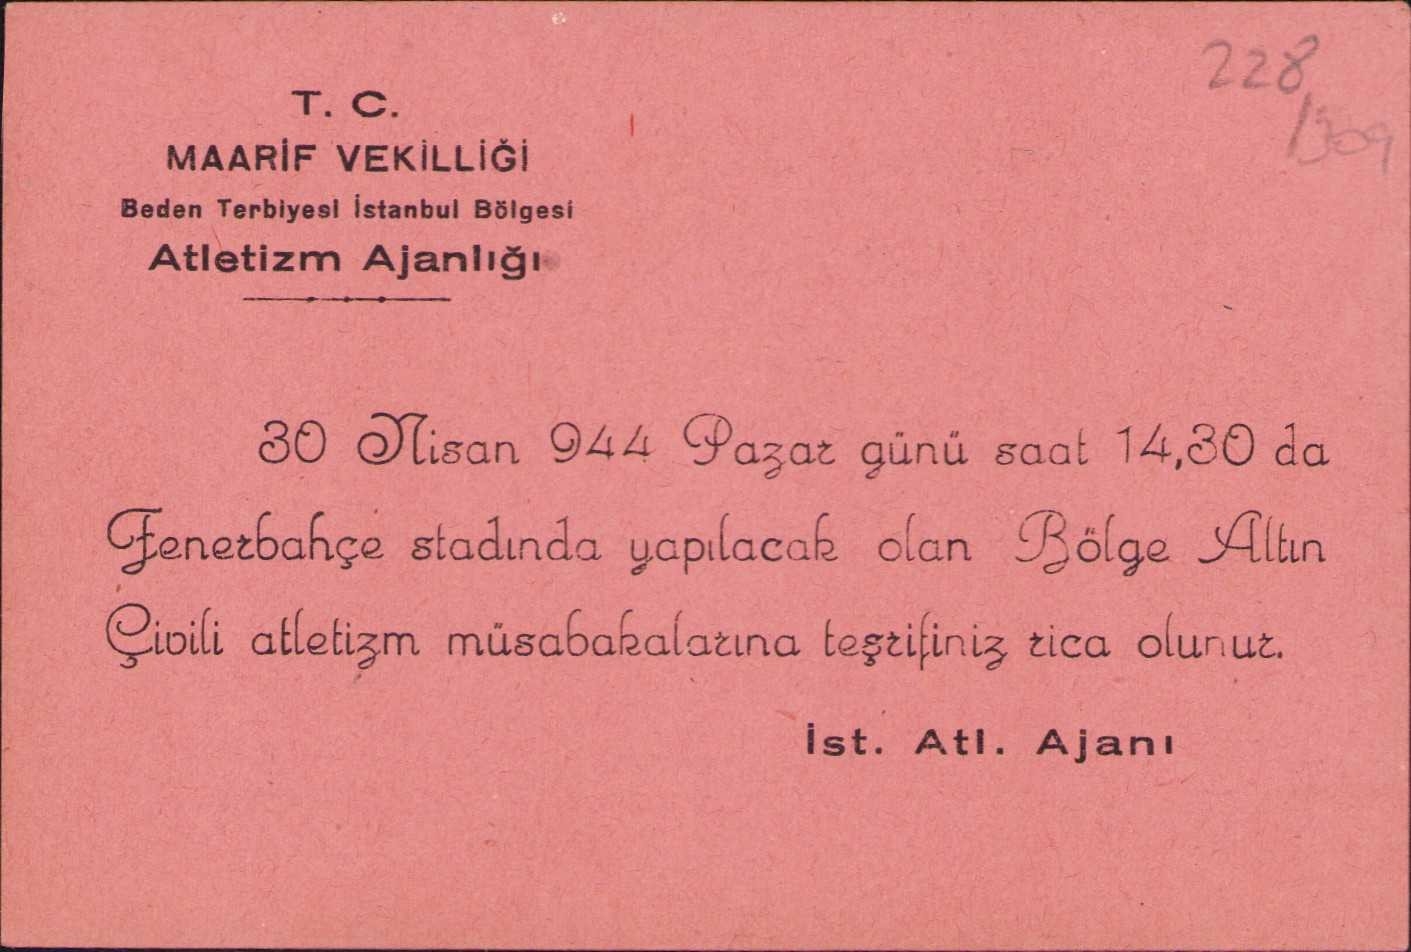 228
1509
T. C.
MAARİF VEKİLLİĞİ
Beden Terbiyesi İstanbul Bölgesi
Atletizm Ajanlığı
30 Nisan 944 Pazar günü saat 14,30 da
Fenerbahçe stadında yapılacak olan Bölge Altın
Çivili atletizm müsabakalarına teşrifiniz rica olunur.
İst. Atl. Ajanı